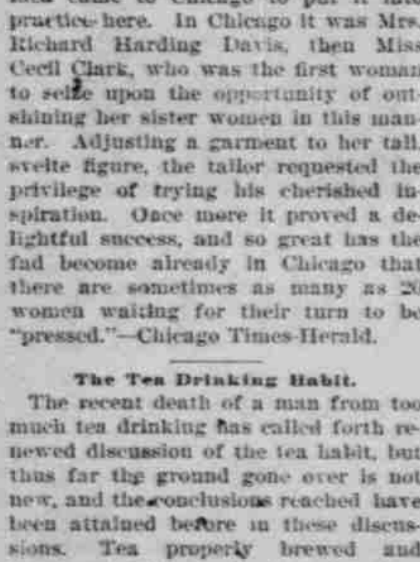 practice here. In Chicago it was Mrs.
Richard Harding Davis, then Miss
Cecil Clark, who was the first woman
to seize upon the opportunity of out-
shining her sister women in this man-
ner. Adjusting a garment to her tall,
svelte figure, the tailor requested the
privilege of trying his cherished in-
spiration. Once more it proved a de-
lightful success, and so great has the
fad become already in Chicago that
there are sometimes as many as 20
women waiting for their turn to be
"pressed."—Chicago Times-Herald.
The Tea Drinking Habit.
The recent death of a man from too
much tea drinking has called forth re-
newed discussion of the tea habit, but
thus far the ground gone over is not
new, and the conclusions reached have
been attained before in these discus-
sions. Tea properly brewed and